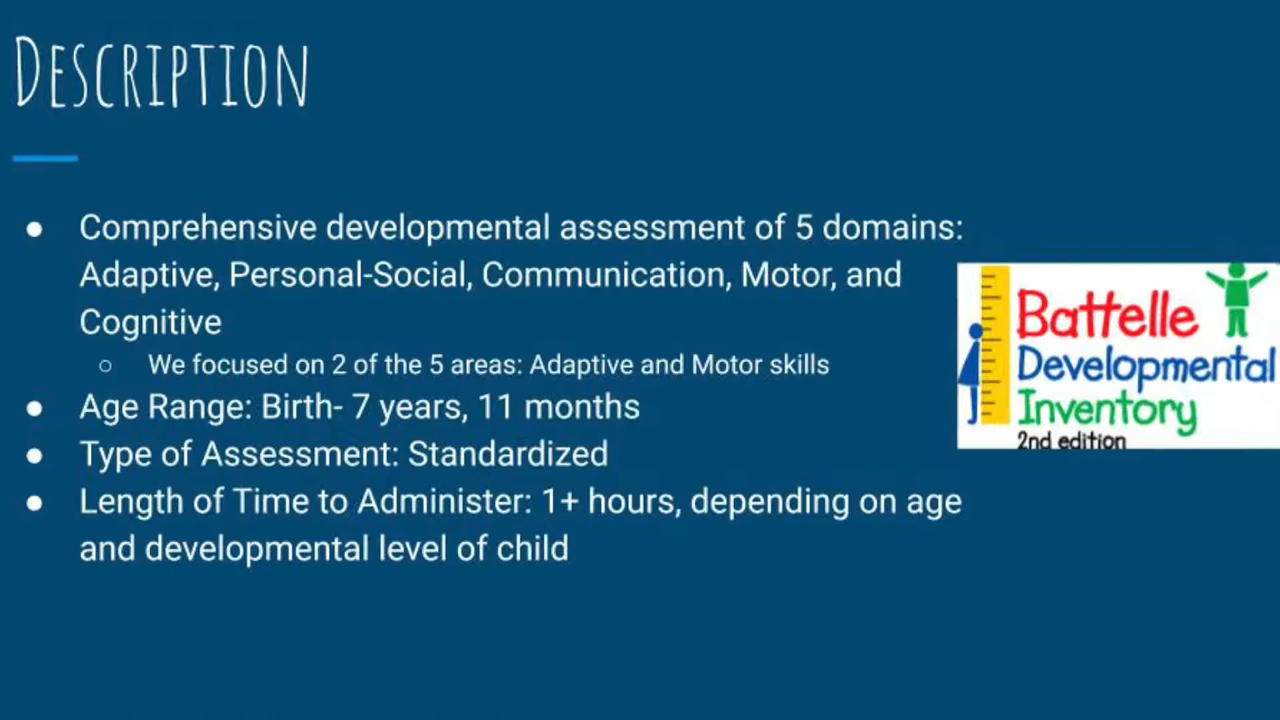 DESCRIPTION
● Comprehensive developmental assessment of 5 domains:
Adaptive, Personal-Social, Communication, Motor, and
Cognitive
○ We focused on 2 of the 5 areas: Adaptive and Motor skills
● Age Range: Birth- 7 years, 11 months
● Type of Assessment: Standardized
● Length of Time to Administer: 1+ hours, depending on age
and developmental level of child
Battelle
Developmental
Inventory
2nd edition